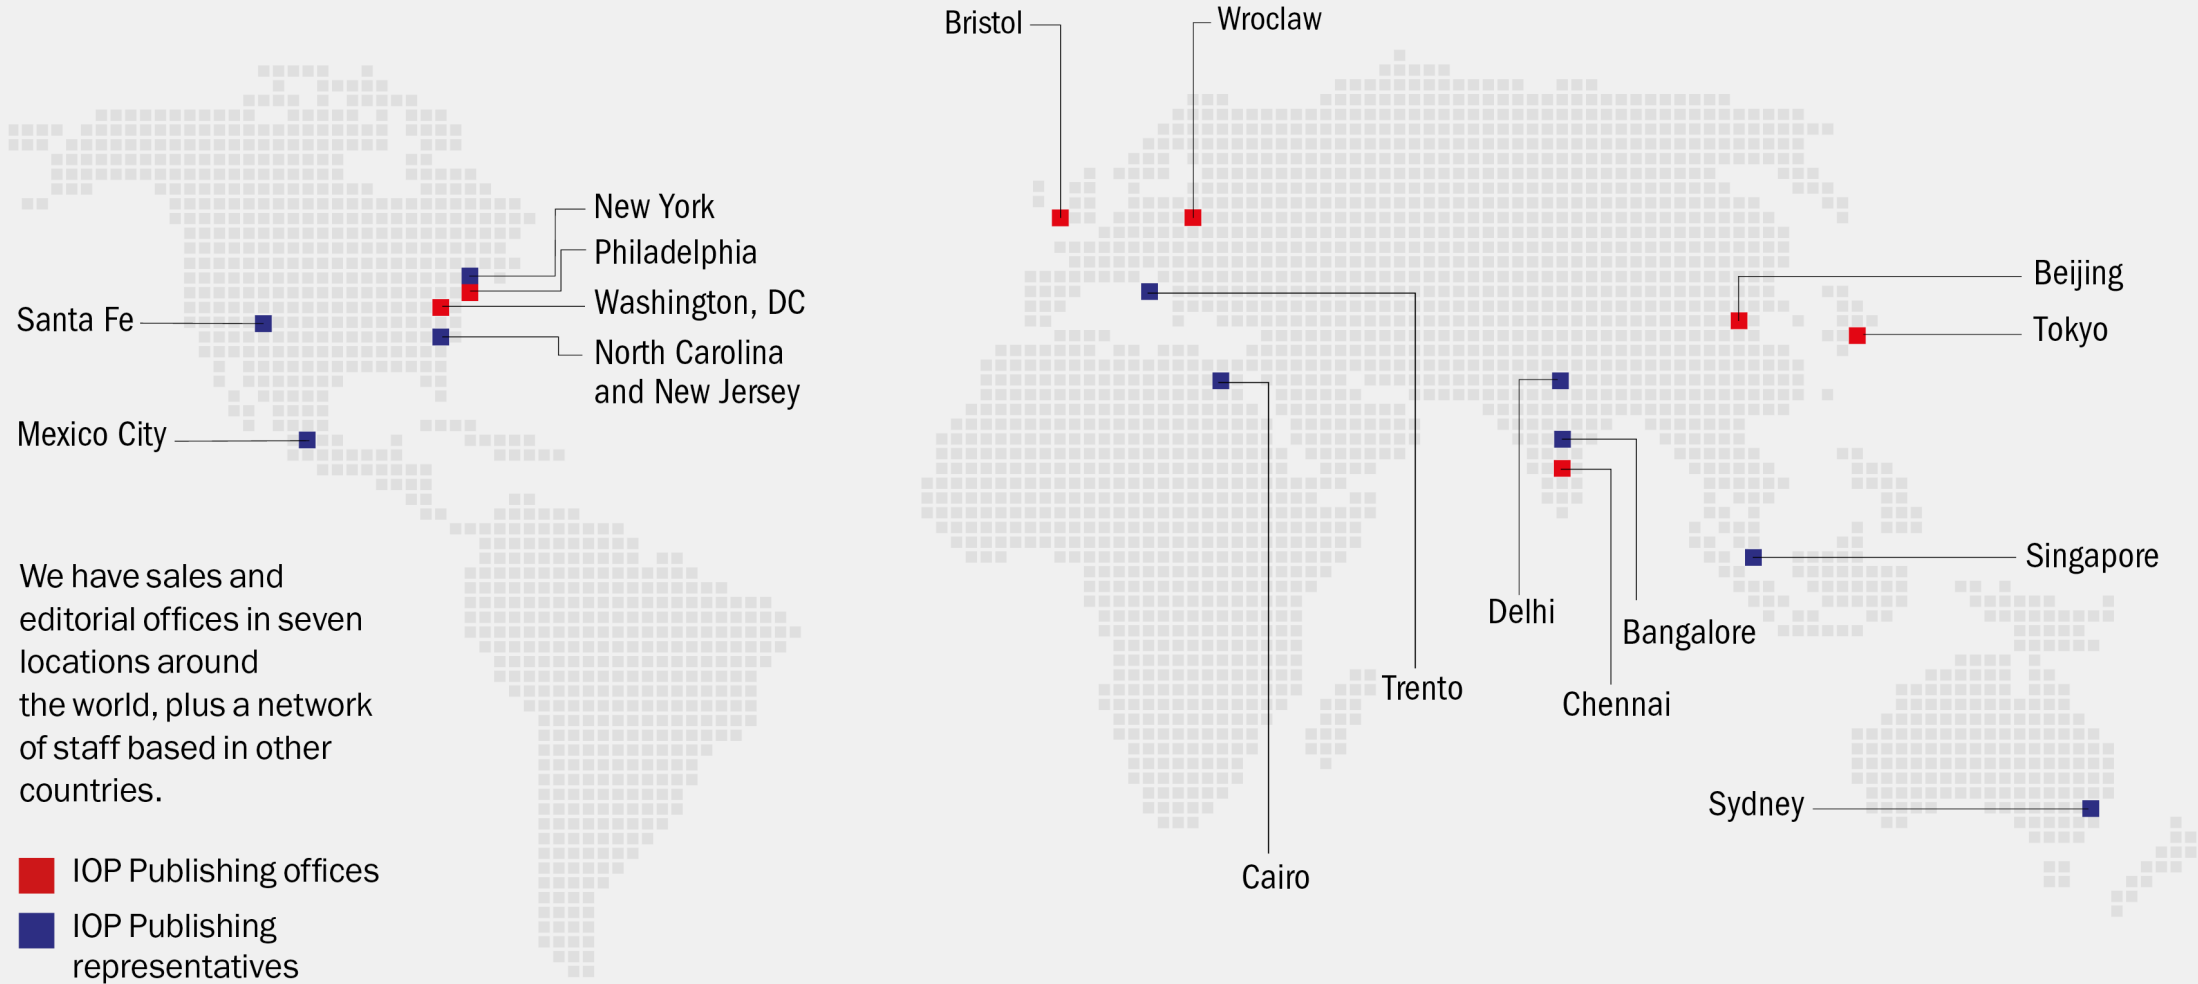 Bristol
Wroclaw
New York
Philadelphia
Washington, DC
North Carolina
and New Jersey
Santa Fe
Mexico City
Beijing
Tokyo
Singapore
Delhi
Bangalore
Trento
Chennai
Sydney
Cairo
We have sales and
editorial offices in seven
locations around
the world, plus a network
of staff based in other
countries.
IOP Publishing offices
IOP Publishing
representatives